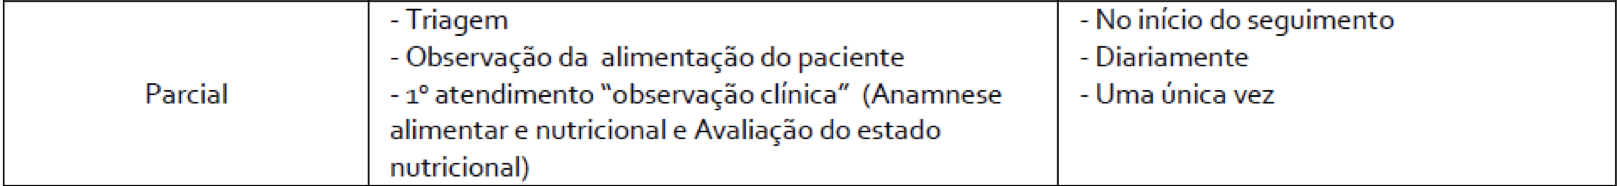 Parcial
- Triagem
- Observação da  alimentação do paciente
- 1º atendimento “observação clínica”  (Anamnese
alimentar e nutricional e Avaliação do estado
nutricional)
- No início do seguimento
- Diariamente
- Uma única vez